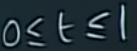 0 ≤ t ≤ 1